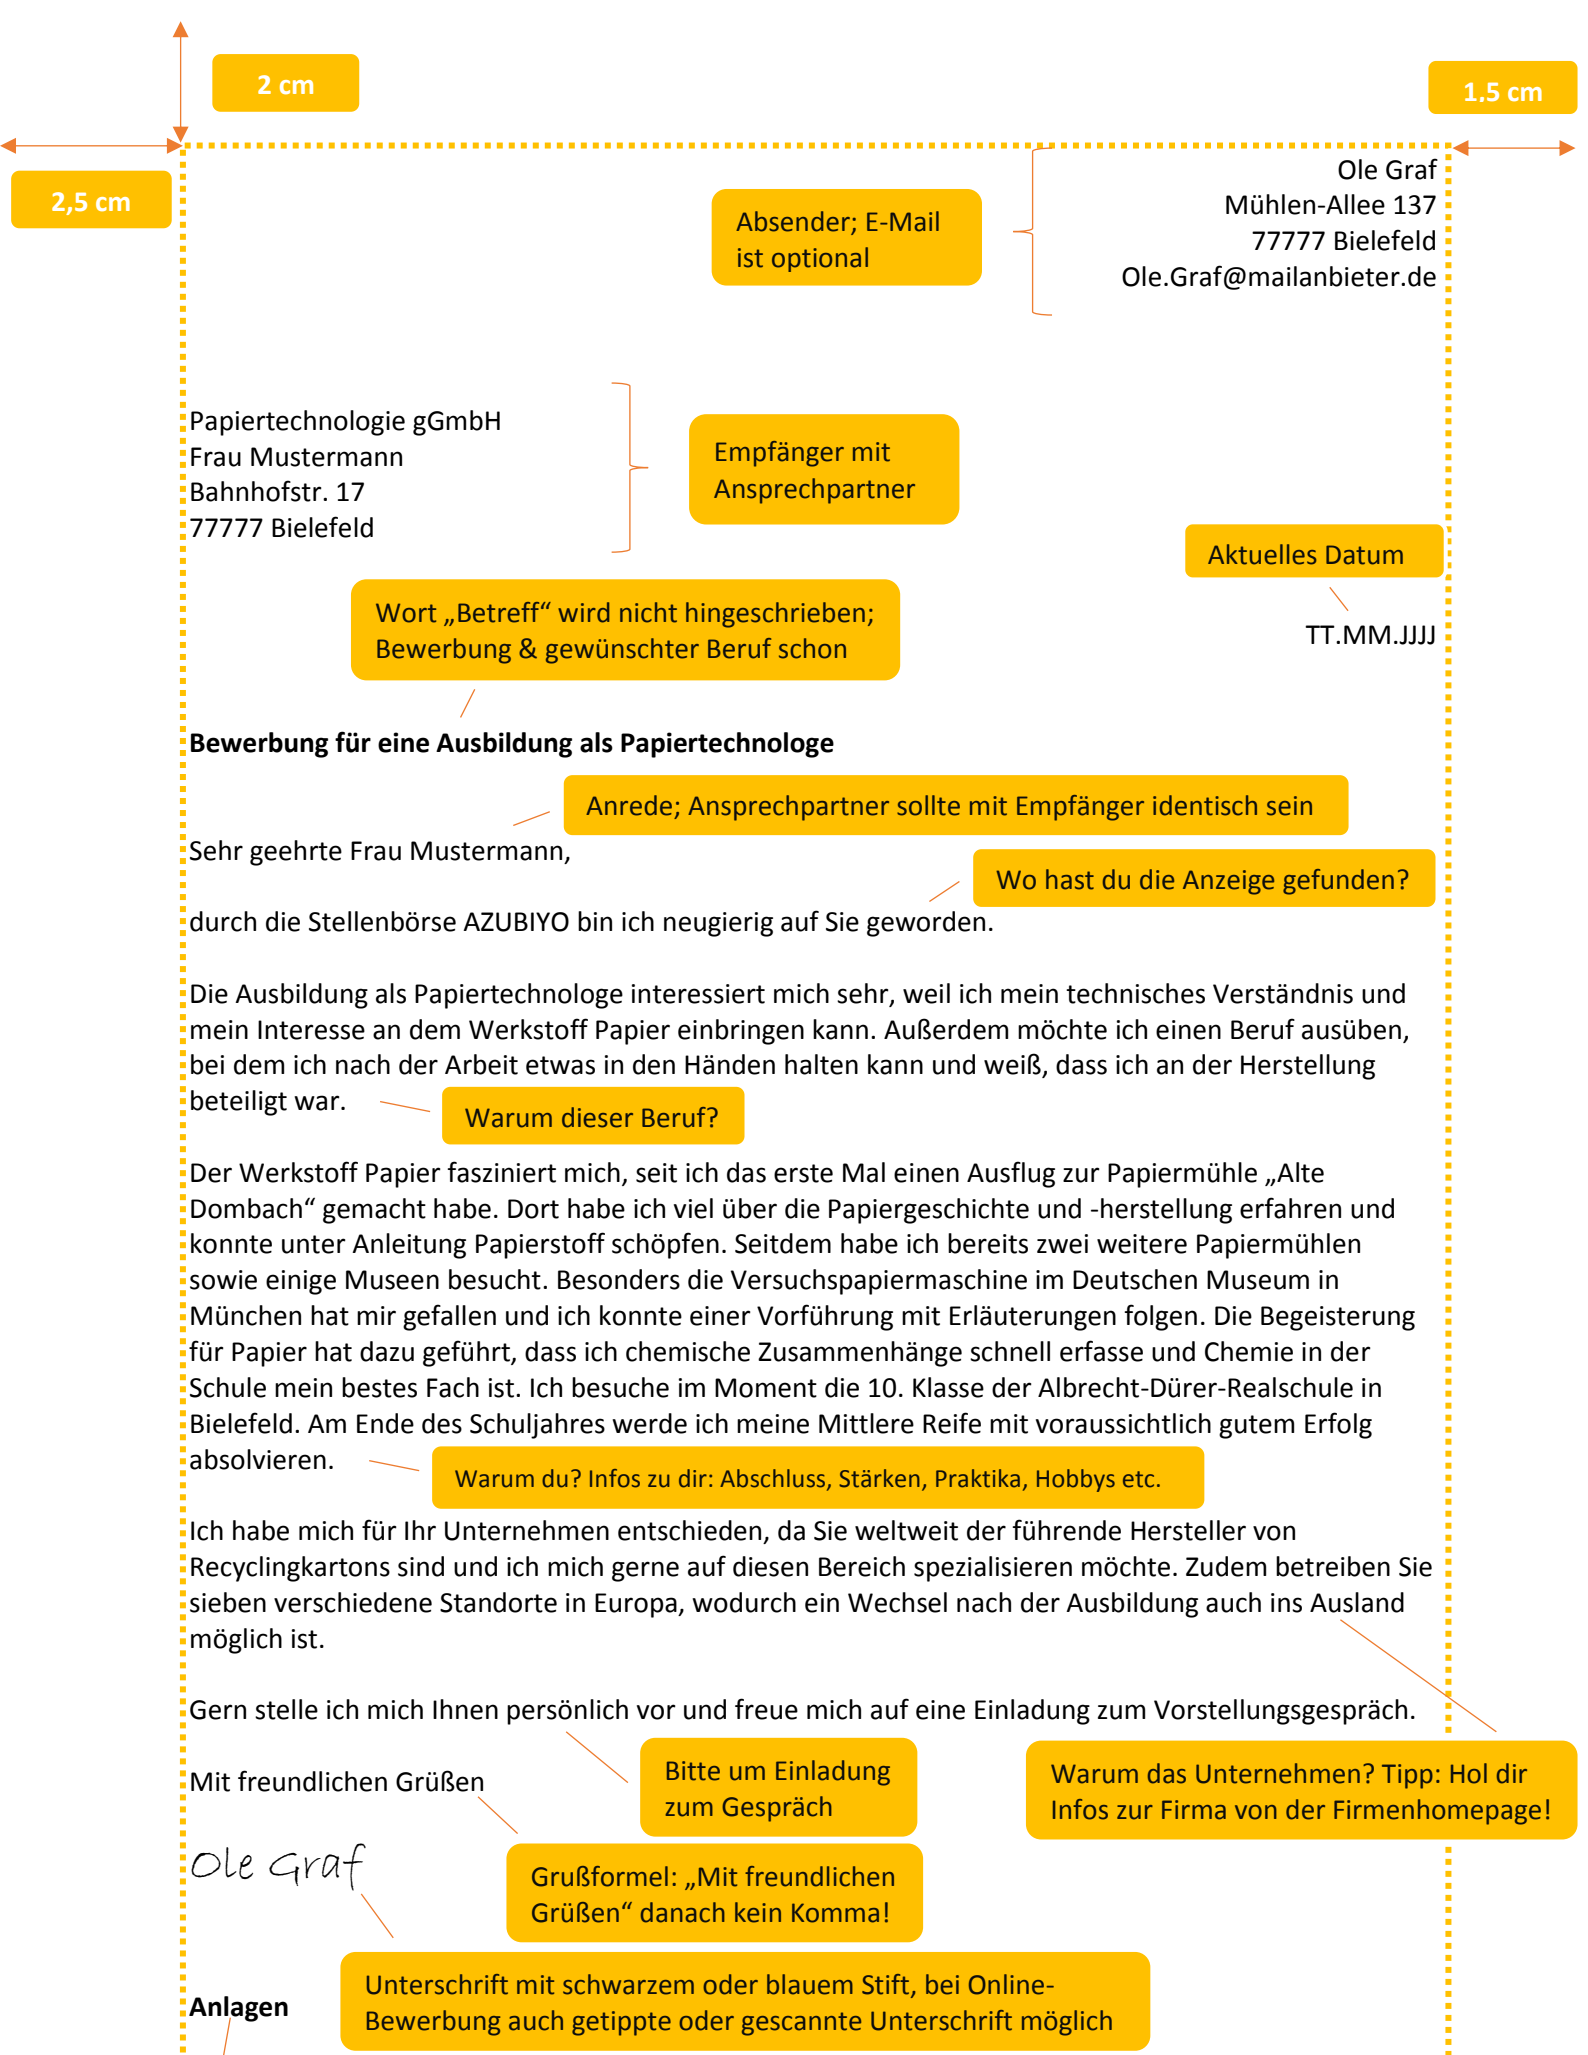 2 cm
1,5 cm
2,5 cm
Absender; E-Mail
ist optional
Ole Graf
Mühlen-Allee 137
77777 Bielefeld
Ole.Graf@mailanbieter.de
Papiertechnologie gGmbH
Frau Mustermann
Bahnhofstr. 17
77777 Bielefeld
Empfänger mit
Ansprechpartner
Aktuelles Datum
TT.MM.JJJJ
Wort „Betreff“ wird nicht hingeschrieben;
Bewerbung & gewünschter Beruf schon
Bewerbung für eine Ausbildung als Papiertechnologe
Anrede; Ansprechpartner sollte mit Empfänger identisch sein
Sehr geehrte Frau Mustermann,
Wo hast du die Anzeige gefunden?
durch die Stellenbörse AZUBIYO bin ich neugierig auf Sie geworden.
Die Ausbildung als Papiertechnologe interessiert mich sehr, weil ich mein technisches Verständnis und
mein Interesse an dem Werkstoff Papier einbringen kann. Außerdem möchte ich einen Beruf ausüben,
bei dem ich nach der Arbeit etwas in den Händen halten kann und weiß, dass ich an der Herstellung
beteiligt war.
Warum dieser Beruf?
Der Werkstoff Papier fasziniert mich, seit ich das erste Mal einen Ausflug zur Papiermühle „Alte
Dombach“ gemacht habe. Dort habe ich viel über die Papiergeschichte und -herstellung erfahren und
konnte unter Anleitung Papierstoff schöpfen. Seitdem habe ich bereits zwei weitere Papiermühlen
sowie einige Museen besucht. Besonders die Versuchspapiermaschine im Deutschen Museum in
München hat mir gefallen und ich konnte einer Vorführung mit Erläuterungen folgen. Die Begeisterung
für Papier hat dazu geführt, dass ich chemische Zusammenhänge schnell erfasse und Chemie in der
Schule mein bestes Fach ist. Ich besuche im Moment die 10. Klasse der Albrecht-Dürer-Realschule in
Bielefeld. Am Ende des Schuljahres werde ich meine Mittlere Reife mit voraussichtlich gutem Erfolg
absolvieren.
Warum du? Infos zu dir: Abschluss, Stärken, Praktika, Hobbys etc.
Ich habe mich für Ihr Unternehmen entschieden, da Sie weltweit der führende Hersteller von
Recyclingkartons sind und ich mich gerne auf diesen Bereich spezialisieren möchte. Zudem betreiben Sie
sieben verschiedene Standorte in Europa, wodurch ein Wechsel nach der Ausbildung auch ins Ausland
möglich ist.
Gern stelle ich mich Ihnen persönlich vor und freue mich auf eine Einladung zum Vorstellungsgespräch.
Bitte um Einladung
zum Gespräch
Warum das Unternehmen? Tipp: Hol dir
Infos zur Firma von der Firmenhomepage!
Mit freundlichen Grüßen
Ole Graf
Grußformel: „Mit freundlichen
Grüßen“ danach kein Komma!
Unterschrift mit schwarzem oder blauem Stift, bei Online-
Bewerbung auch getippte oder gescannte Unterschrift möglich
Anlagen